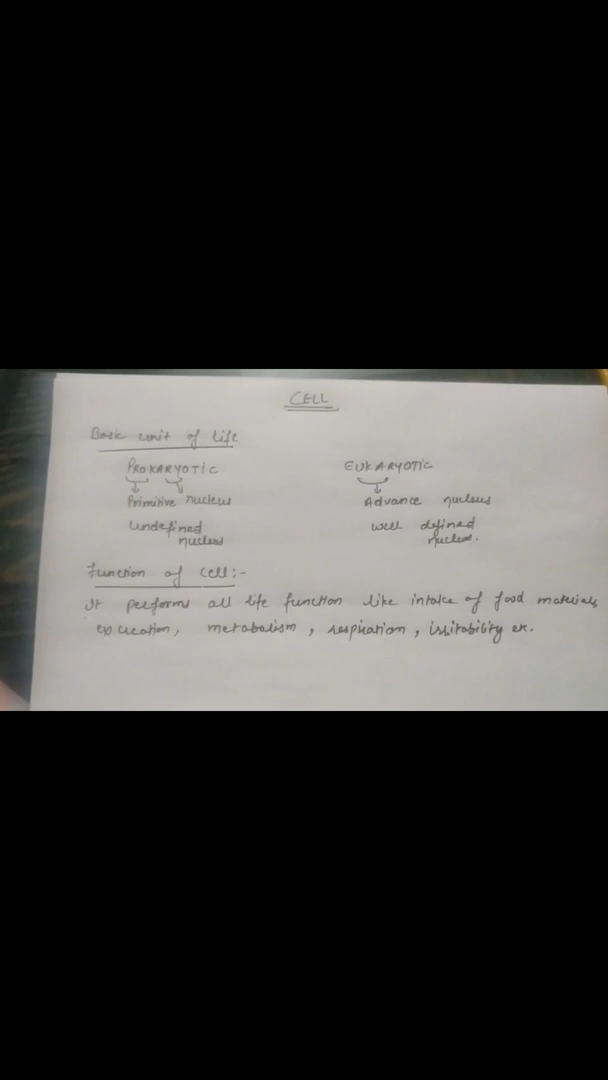 CELL
Basic unit of life
PROKARYOTIC EUKARYOTIC
Primitive nucleus Advance nucleus
Undefined nucleus well defined nucleus.
Function of cell:-
It performs all life function like intake of food materials,
excreation, metabolism, respiration, irritability etc.